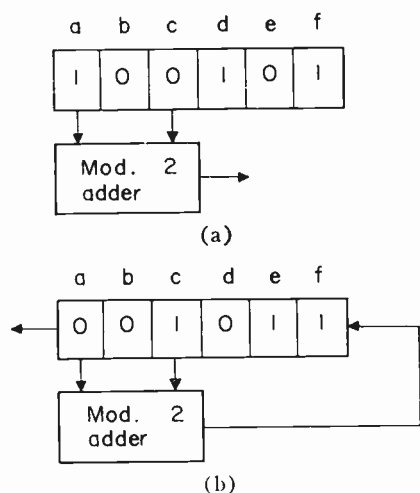 a b c d e f
1 0 0 1 0 1
Mod. 2
adder
(a)
a b c d e f
0 0 1 0 1 1
Mod. 2
adder
(b)